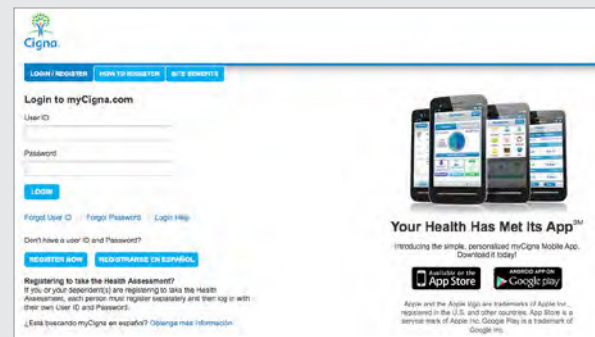 Cigna.
LOGIN / REGISTER
HOW TO REGISTER
SITE BENEFITS
Login to myCigna.com
User ID
Password
LOGIN
Forgot User ID
Forgot Password
Login Help
Don't have a user ID and Password?
REGISTER NOW
REGISTRARSE EN ESPAÑOL
Registering to take the Health Assessment?
If you or your dependent(s) are registering to take the Health
Assessment, each person must register separately and then log in with
their own User ID and Password.
¿Está buscando myCigna en español? Obtenga más información.
Your Health Has Met Its App℠
Introducing the simple, personalized myCigna Mobile App.
Download it today!
Available on the
App Store
ANDROID APP ON
Google play
Apple and the Apple logo are trademarks of Apple Inc.,
registered in the U.S. and other countries. App Store is a
service mark of Apple Inc. Google Play is a trademark of
Google Inc.